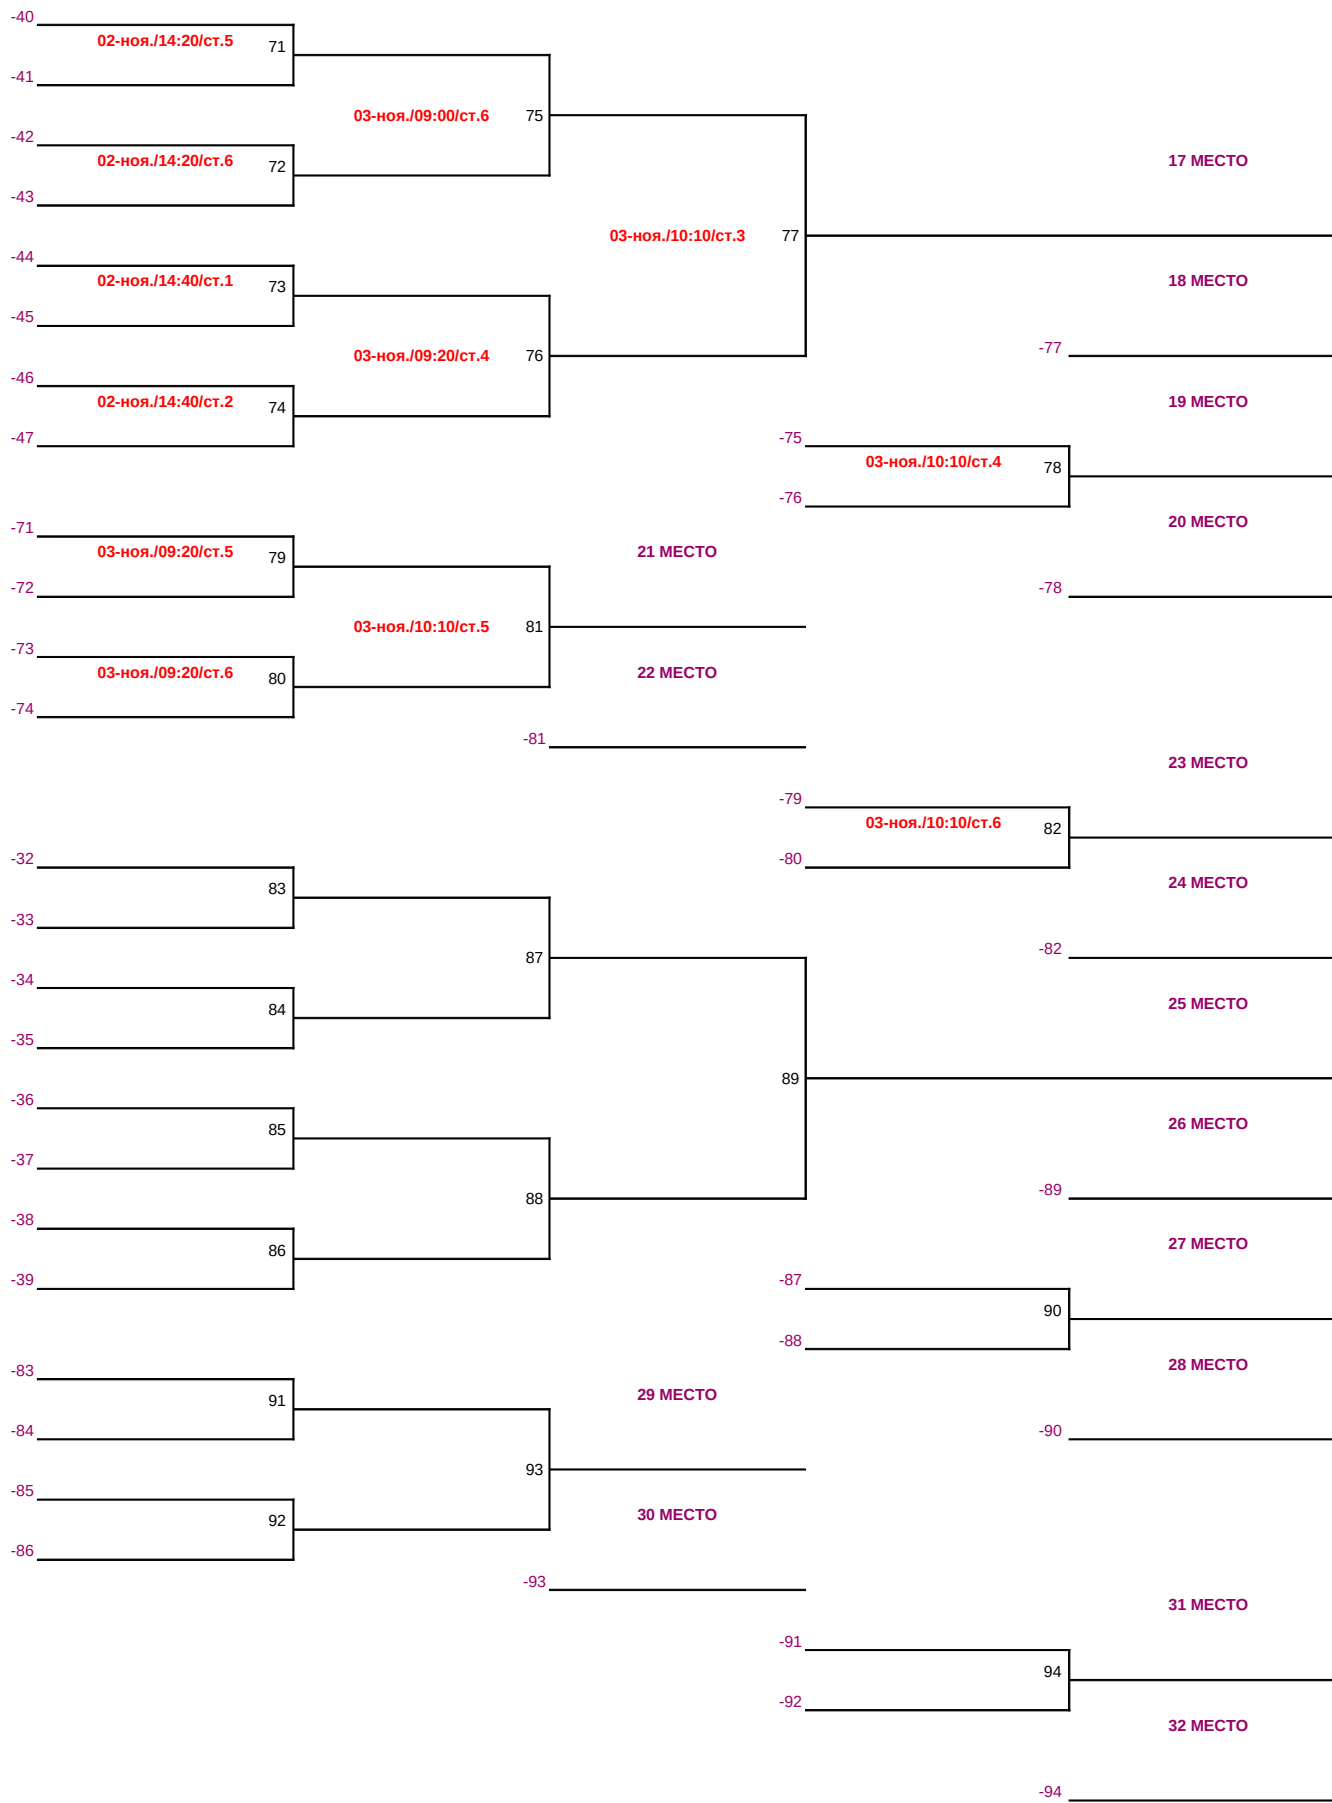 -40
02-ноя./14:20/ст.5 71
-41
03-ноя./09:00/ст.6 75
-42
02-ноя./14:20/ст.6 72
17 МЕСТО
-43
03-ноя./10:10/ст.3 77
-44
02-ноя./14:40/ст.1 73
18 МЕСТО
-45
03-ноя./09:20/ст.4 76
-77
-46
02-ноя./14:40/ст.2 74
19 МЕСТО
-47
-75
03-ноя./10:10/ст.4 78
-76
-71
20 МЕСТО
03-ноя./09:20/ст.5 79
21 МЕСТО
-72
-78
03-ноя./10:10/ст.5 81
-73
03-ноя./09:20/ст.6 80
22 МЕСТО
-74
-81
23 МЕСТО
-79
03-ноя./10:10/ст.6 82
-32
-80
83
24 МЕСТО
-33
-82
87
-34
25 МЕСТО
84
-35
89
-36
26 МЕСТО
85
-37
-89
88
-38
27 МЕСТО
86
-39
-87
90
-88
-83
28 МЕСТО
91
29 МЕСТО
-84
-90
93
-85
92
30 МЕСТО
-86
-93
31 МЕСТО
-91
94
-92
32 МЕСТО
-94